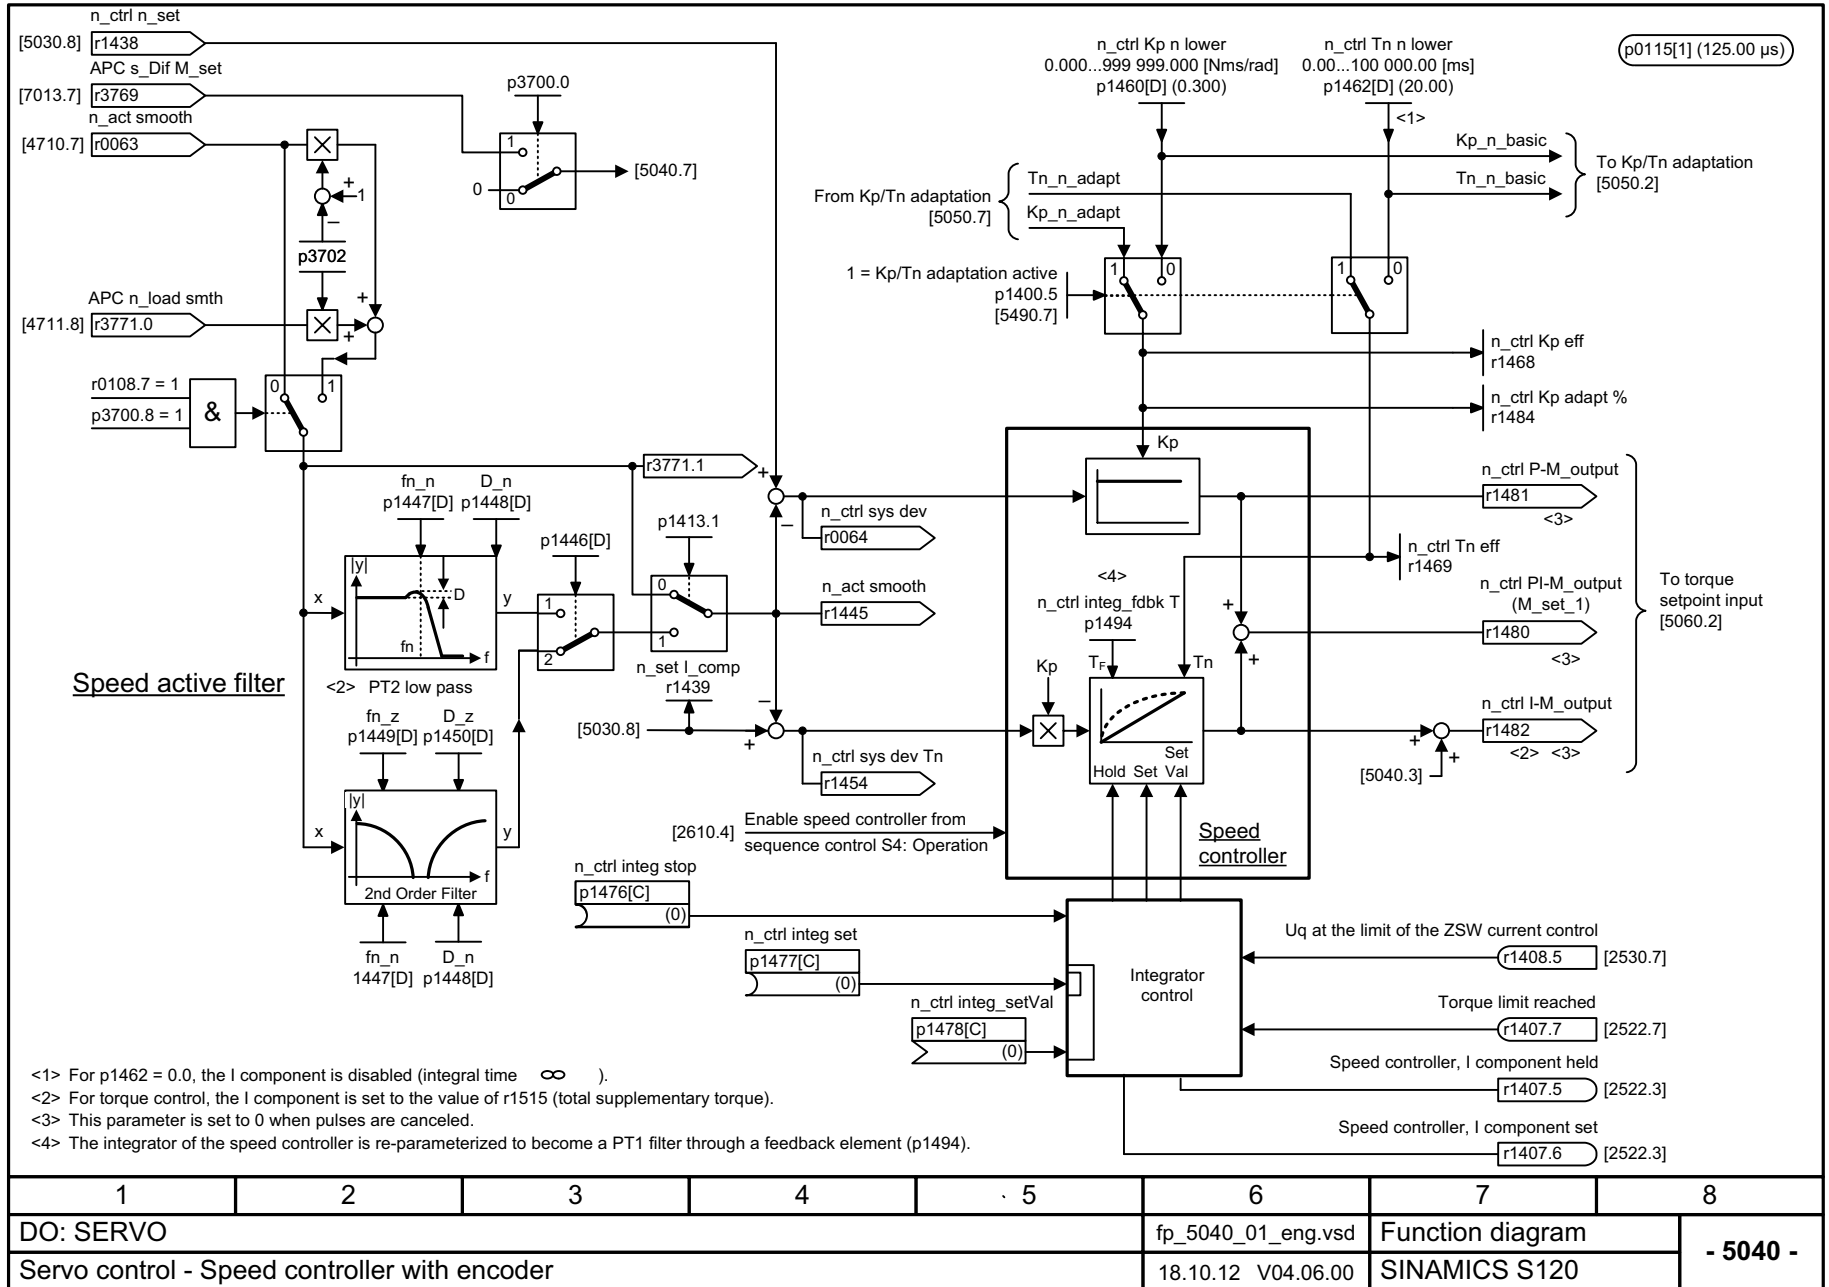 n_ctrl n_set
[5030.8] r1438
APC s_Dif M_set
[7013.7] r3769
n_act smooth
[4710.7] r0063
p3700.0
1
0
0
[5040.7]
+
1
–
p3702
APC n_load smth
[4711.8] r3771.0
+
+
r0108.7 = 1
p3700.8 = 1
&
0 1
n_ctrl Kp n lower
0.000...999 999.000 [Nms/rad]
p1460[D] (0.300)
n_ctrl Tn n lower
0.00...100 000.00 [ms]
p1462[D] (20.00)
<1>
p0115[1] (125.00 µs)
Kp_n_basic
Tn_n_basic
To Kp/Tn adaptation
[5050.2]
From Kp/Tn adaptation
[5050.7]
Tn_n_adapt
Kp_n_adapt
1 = Kp/Tn adaptation active
p1400.5
[5490.7]
1 0
1 0
n_ctrl Kp eff
r1468
n_ctrl Kp adapt %
r1484
r3771.1
+
–
fn_n
p1447[D]
D_n
p1448[D]
|y|
D
fn
f
x
y
<2> PT2 low pass
Speed active filter
p1446[D]
1
2
p1413.1
0
1
n_ctrl sys dev
r0064
n_act smooth
r1445
n_set I_comp
r1439
[5030.8]
+
–
n_ctrl sys dev Tn
r1454
fn_z
p1449[D]
D_z
p1450[D]
|y|
x
y
f
2nd Order Filter
fn_n
1447[D]
D_n
p1448[D]
Kp
<4>
n_ctrl integ_fdbk T
p1494
TF
Tn
Kp
Set
Hold Set Val
+
+
Speed
controller
n_ctrl P-M_output
r1481
<3>
n_ctrl Tn eff
r1469
n_ctrl PI-M_output
(M_set_1)
r1480
<3>
n_ctrl I-M_output
r1482
<2> <3>
+
+
[5040.3]
To torque
setpoint input
[5060.2]
[2610.4] Enable speed controller from
sequence control S4: Operation
n_ctrl integ stop
p1476[C]
(0)
n_ctrl integ set
p1477[C]
(0)
n_ctrl integ_setVal
p1478[C]
(0)
Integrator
control
Uq at the limit of the ZSW current control
r1408.5 [2530.7]
Torque limit reached
r1407.7 [2522.7]
Speed controller, I component held
r1407.5 [2522.3]
Speed controller, I component set
r1407.6 [2522.3]
<1> For p1462 = 0.0, the I component is disabled (integral time ∞ ).
<2> For torque control, the I component is set to the value of r1515 (total supplementary torque).
<3> This parameter is set to 0 when pulses are canceled.
<4> The integrator of the speed controller is re-parameterized to become a PT1 filter through a feedback element (p1494).
1 2 3 4 5 6 7 8
DO: SERVO
fp_5040_01_eng.vsd
Function diagram
- 5040 -
Servo control - Speed controller with encoder
18.10.12 V04.06.00
SINAMICS S120